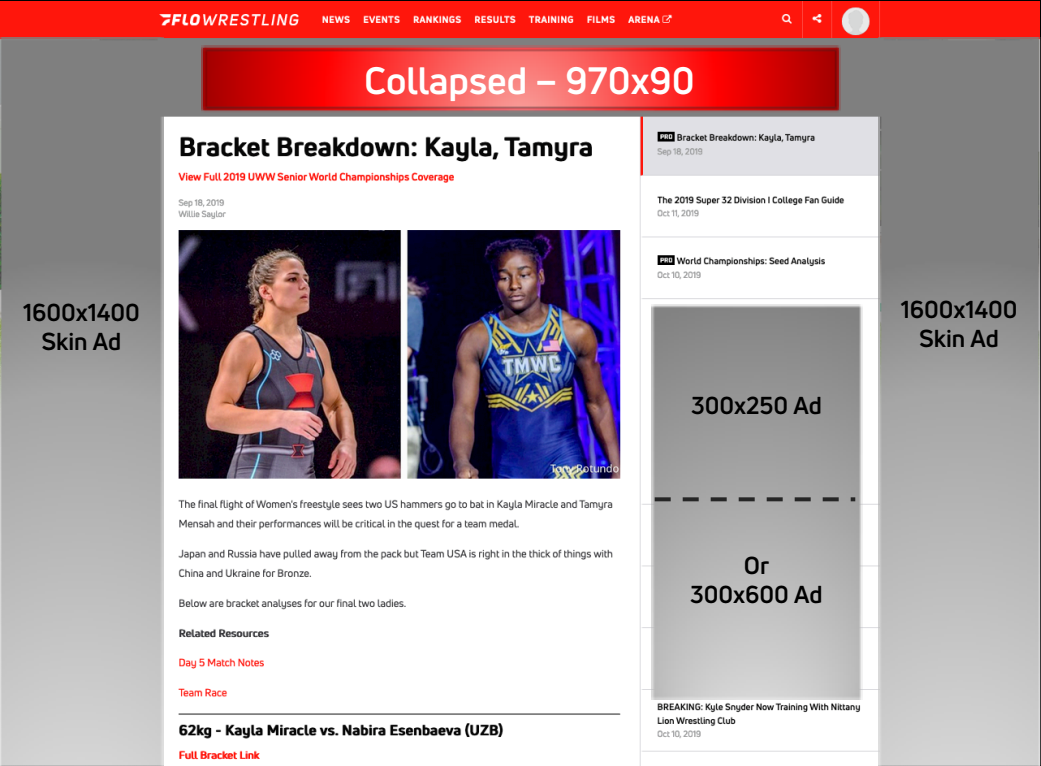 FLOWRESTLING
NEWS EVENTS RANKINGS RESULTS TRAINING FILMS ARENA
Collapsed – 970x90
Bracket Breakdown: Kayla, Tamyra
View Full 2019 UWW Senior World Championships Coverage
Sep 18, 2019
Willie Saylor
TMWC
Tony Rotundo
The final flight of Women's freestyle sees two US hammers go to bat in Kayla Miracle and Tamyra
Mensah and their performances will be critical in the quest for a team medal.
Japan and Russia have pulled away from the pack but Team USA is right in the thick of things with
China and Ukraine for Bronze.
Below are bracket analyses for our final two ladies.
Related Resources
Day 5 Match Notes
Team Race
62kg - Kayla Miracle vs. Nabira Esenbaeva (UZB)
Full Bracket Link
PRO Bracket Breakdown: Kayla, Tamyra
Sep 18, 2019
The 2019 Super 32 Division I College Fan Guide
Oct 11, 2019
PRO World Championships: Seed Analysis
Oct 10, 2019
300x250 Ad
Or
300x600 Ad
BREAKING: Kyle Snyder Now Training With Nittany
Lion Wrestling Club
Oct 10, 2019
1600x1400
Skin Ad
1600x1400
Skin Ad